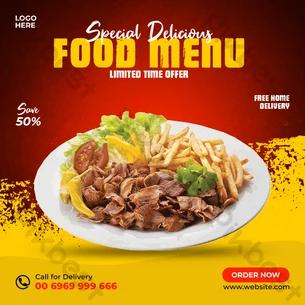 LOGO
HERE
Special Delicious
FOOD MENU
LIMITED TIME OFFER
Save
50%
FREE HOME
DELIVERY
Call for Delivery
00 6969 999 666
ORDER NOW
www.website.com